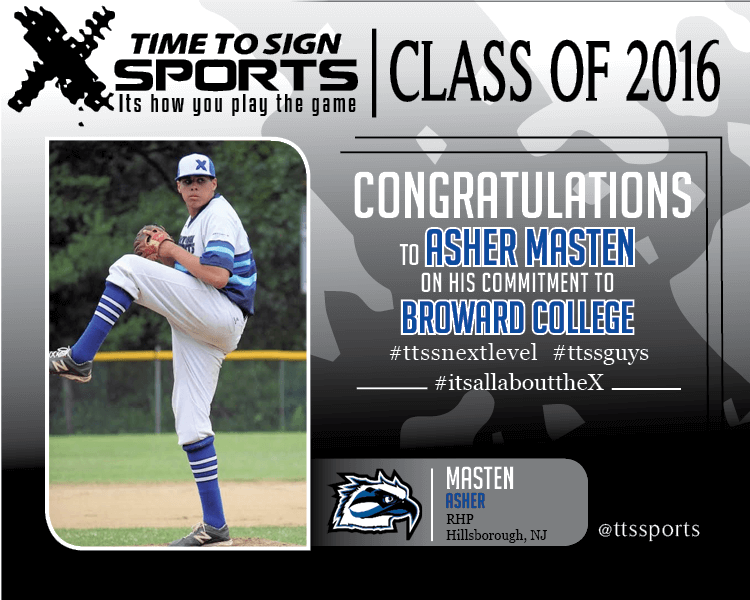 TIME TO SIGN
SPORTS
Its how you play the game
CLASS OF 2016
CONGRATULATIONS
TO ASHER MASTEN
ON HIS COMMITMENT TO
BROWARD COLLEGE
#ttssnextlevel #ttssguys
#itsallabouttheX
MASTEN
ASHER
RHP
Hillsborough, NJ
@ttssports